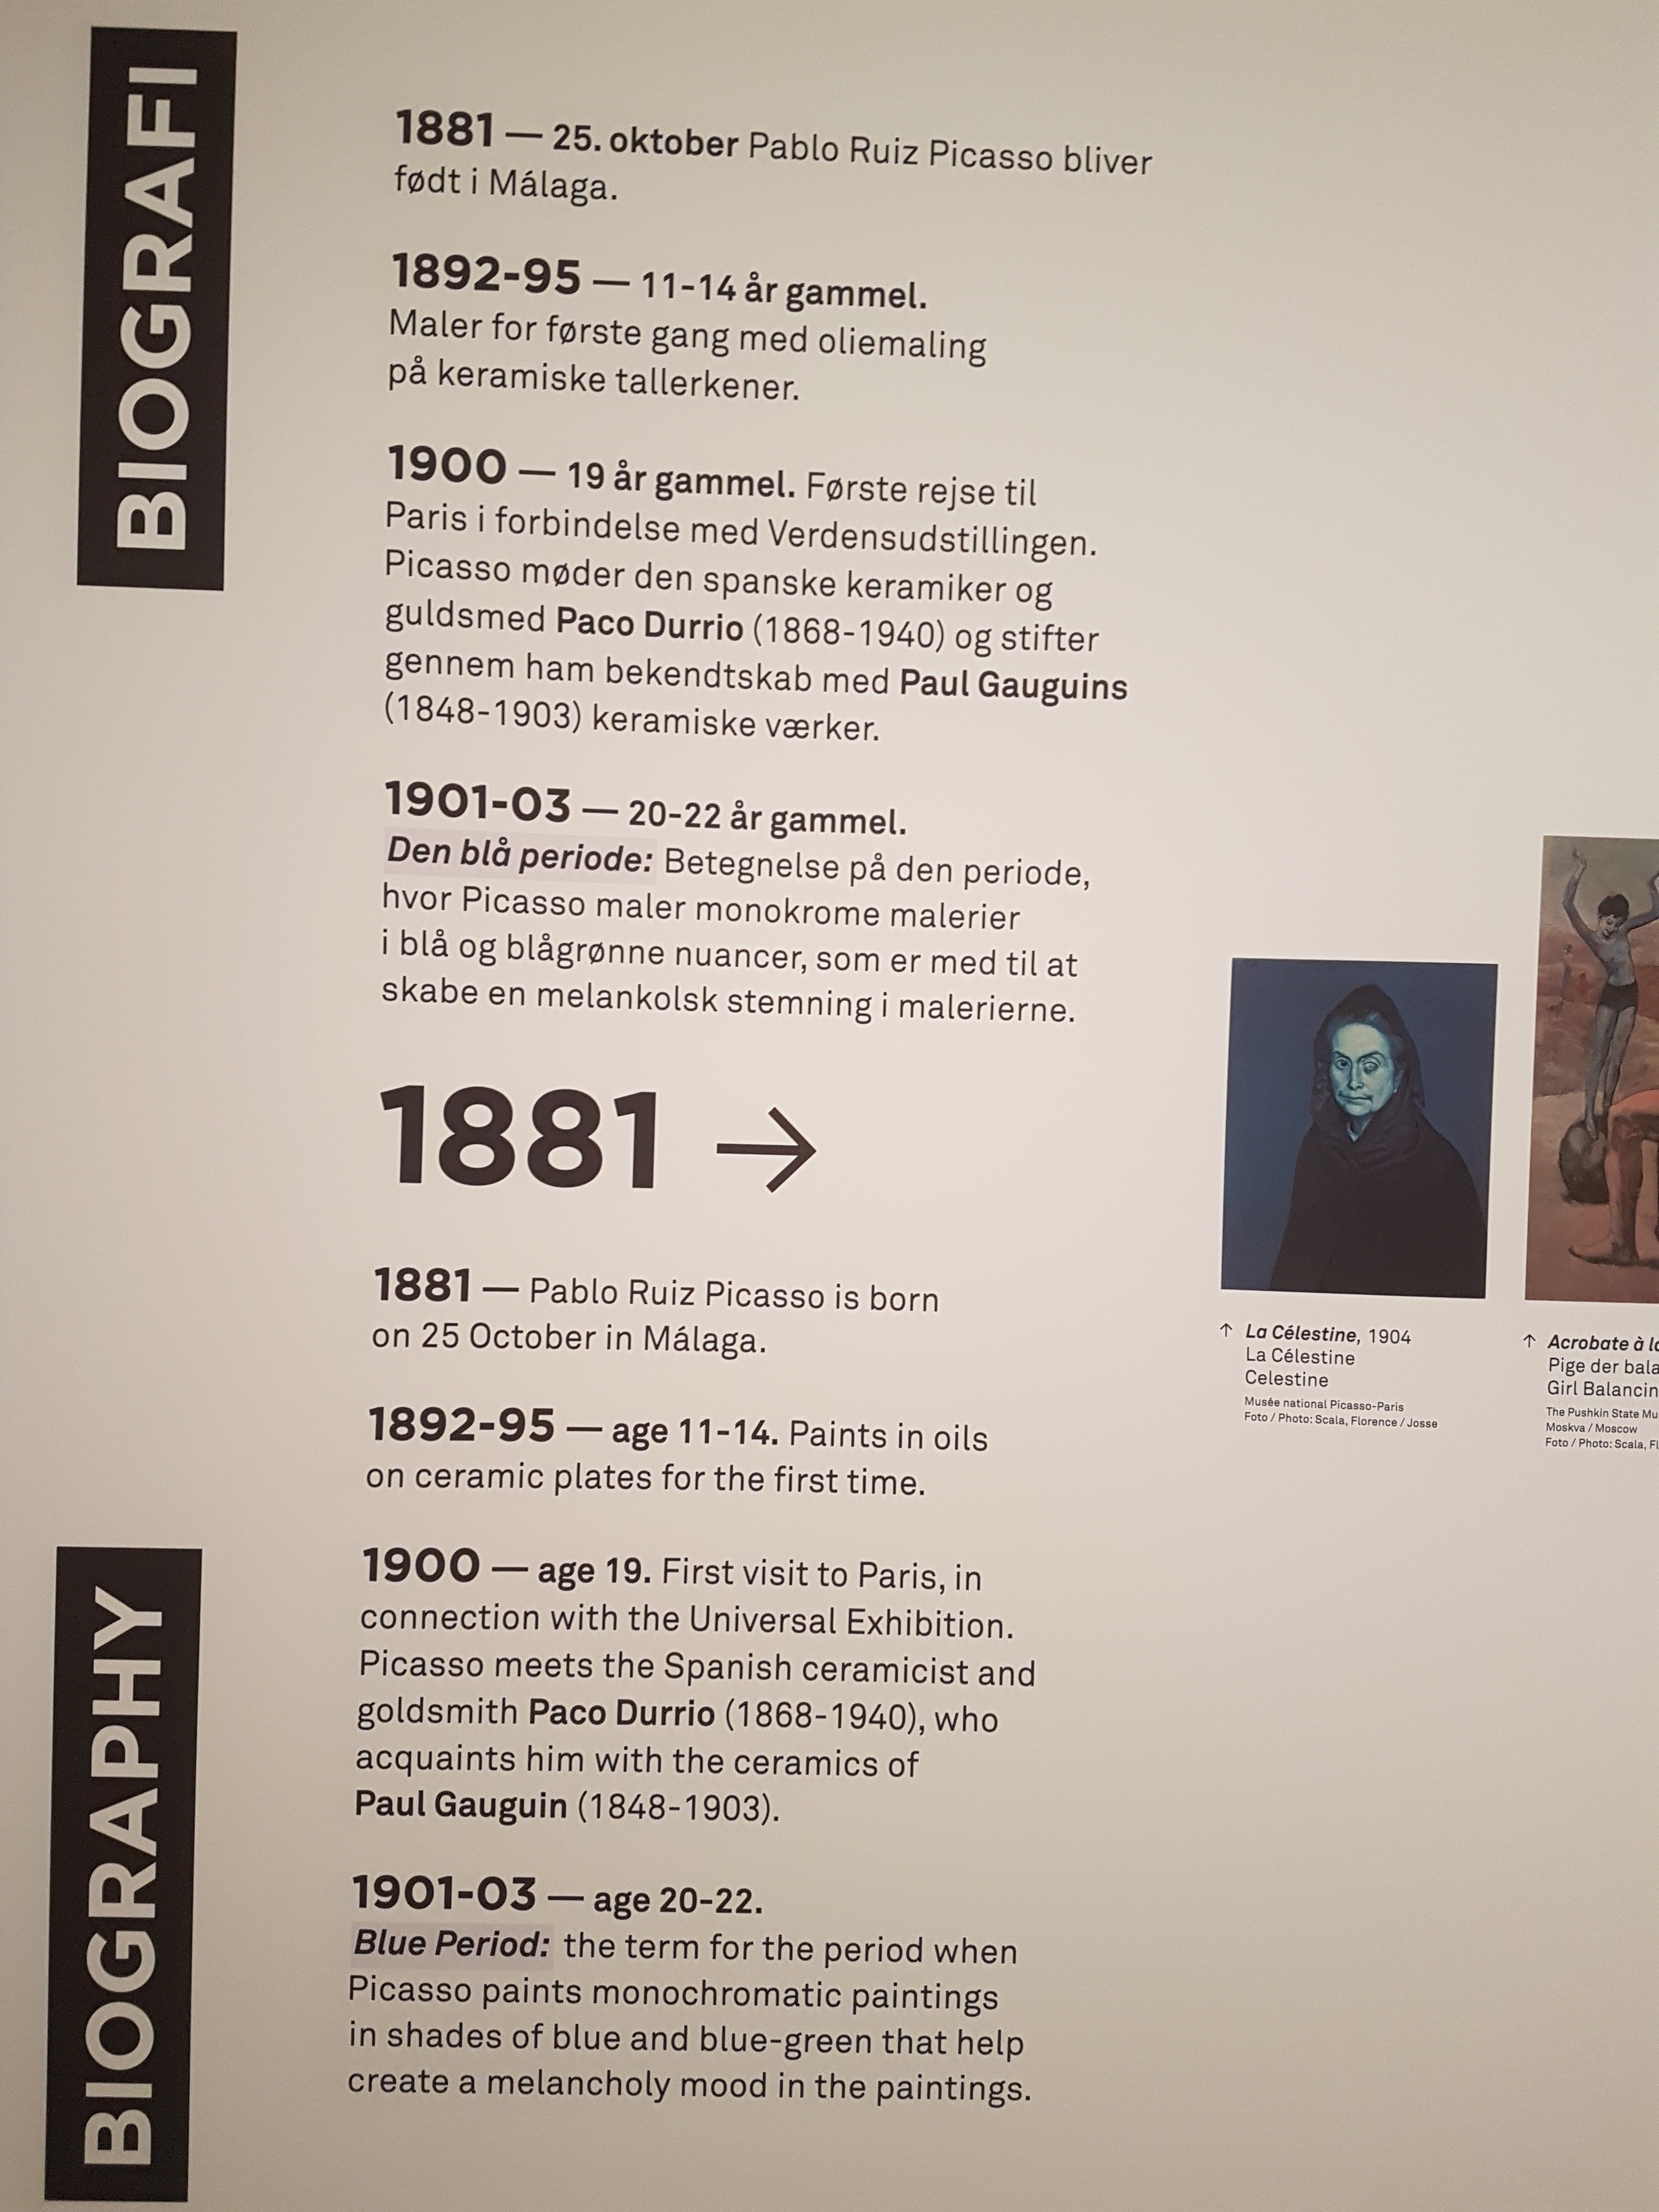 BIOGRAFI
1881 — 25. oktober Pablo Ruiz Picasso bliver
født i Málaga.
1892-95 — 11-14 år gammel.
Maler for første gang med oliemaling
på keramiske tallerkener.
1900 — 19 år gammel. Første rejse til
Paris i forbindelse med Verdensudstillingen.
Picasso møder den spanske keramiker og
guldsmed Paco Durrio (1868-1940) og stifter
gennem ham bekendtskab med Paul Gauguins
(1848-1903) keramiske værker.
1901-03 — 20-22 år gammel.
Den blå periode: Betegnelse på den periode,
hvor Picasso maler monokrome malerier
i blå og blågrønne nuancer, som er med til at
skabe en melankolsk stemning i malerierne.
1881 →
BIOGRAPHY
1881 — Pablo Ruiz Picasso is born
on 25 October in Málaga.
1892-95 — age 11-14. Paints in oils
on ceramic plates for the first time.
1900 — age 19. First visit to Paris, in
connection with the Universal Exhibition.
Picasso meets the Spanish ceramicist and
goldsmith Paco Durrio (1868-1940), who
acquaints him with the ceramics of
Paul Gauguin (1848-1903).
1901-03 — age 20-22.
Blue Period: the term for the period when
Picasso paints monochromatic paintings
in shades of blue and blue-green that help
create a melancholy mood in the paintings.
↑ La Célestine, 1904
La Célestine
Celestine
Musée national Picasso-Paris
Foto / Photo: Scala, Florence / Josse
↑ Acrobate à
Pige der
Girl
The Pushkin State
Moskva / Moscow
Foto / Photo: Scala,